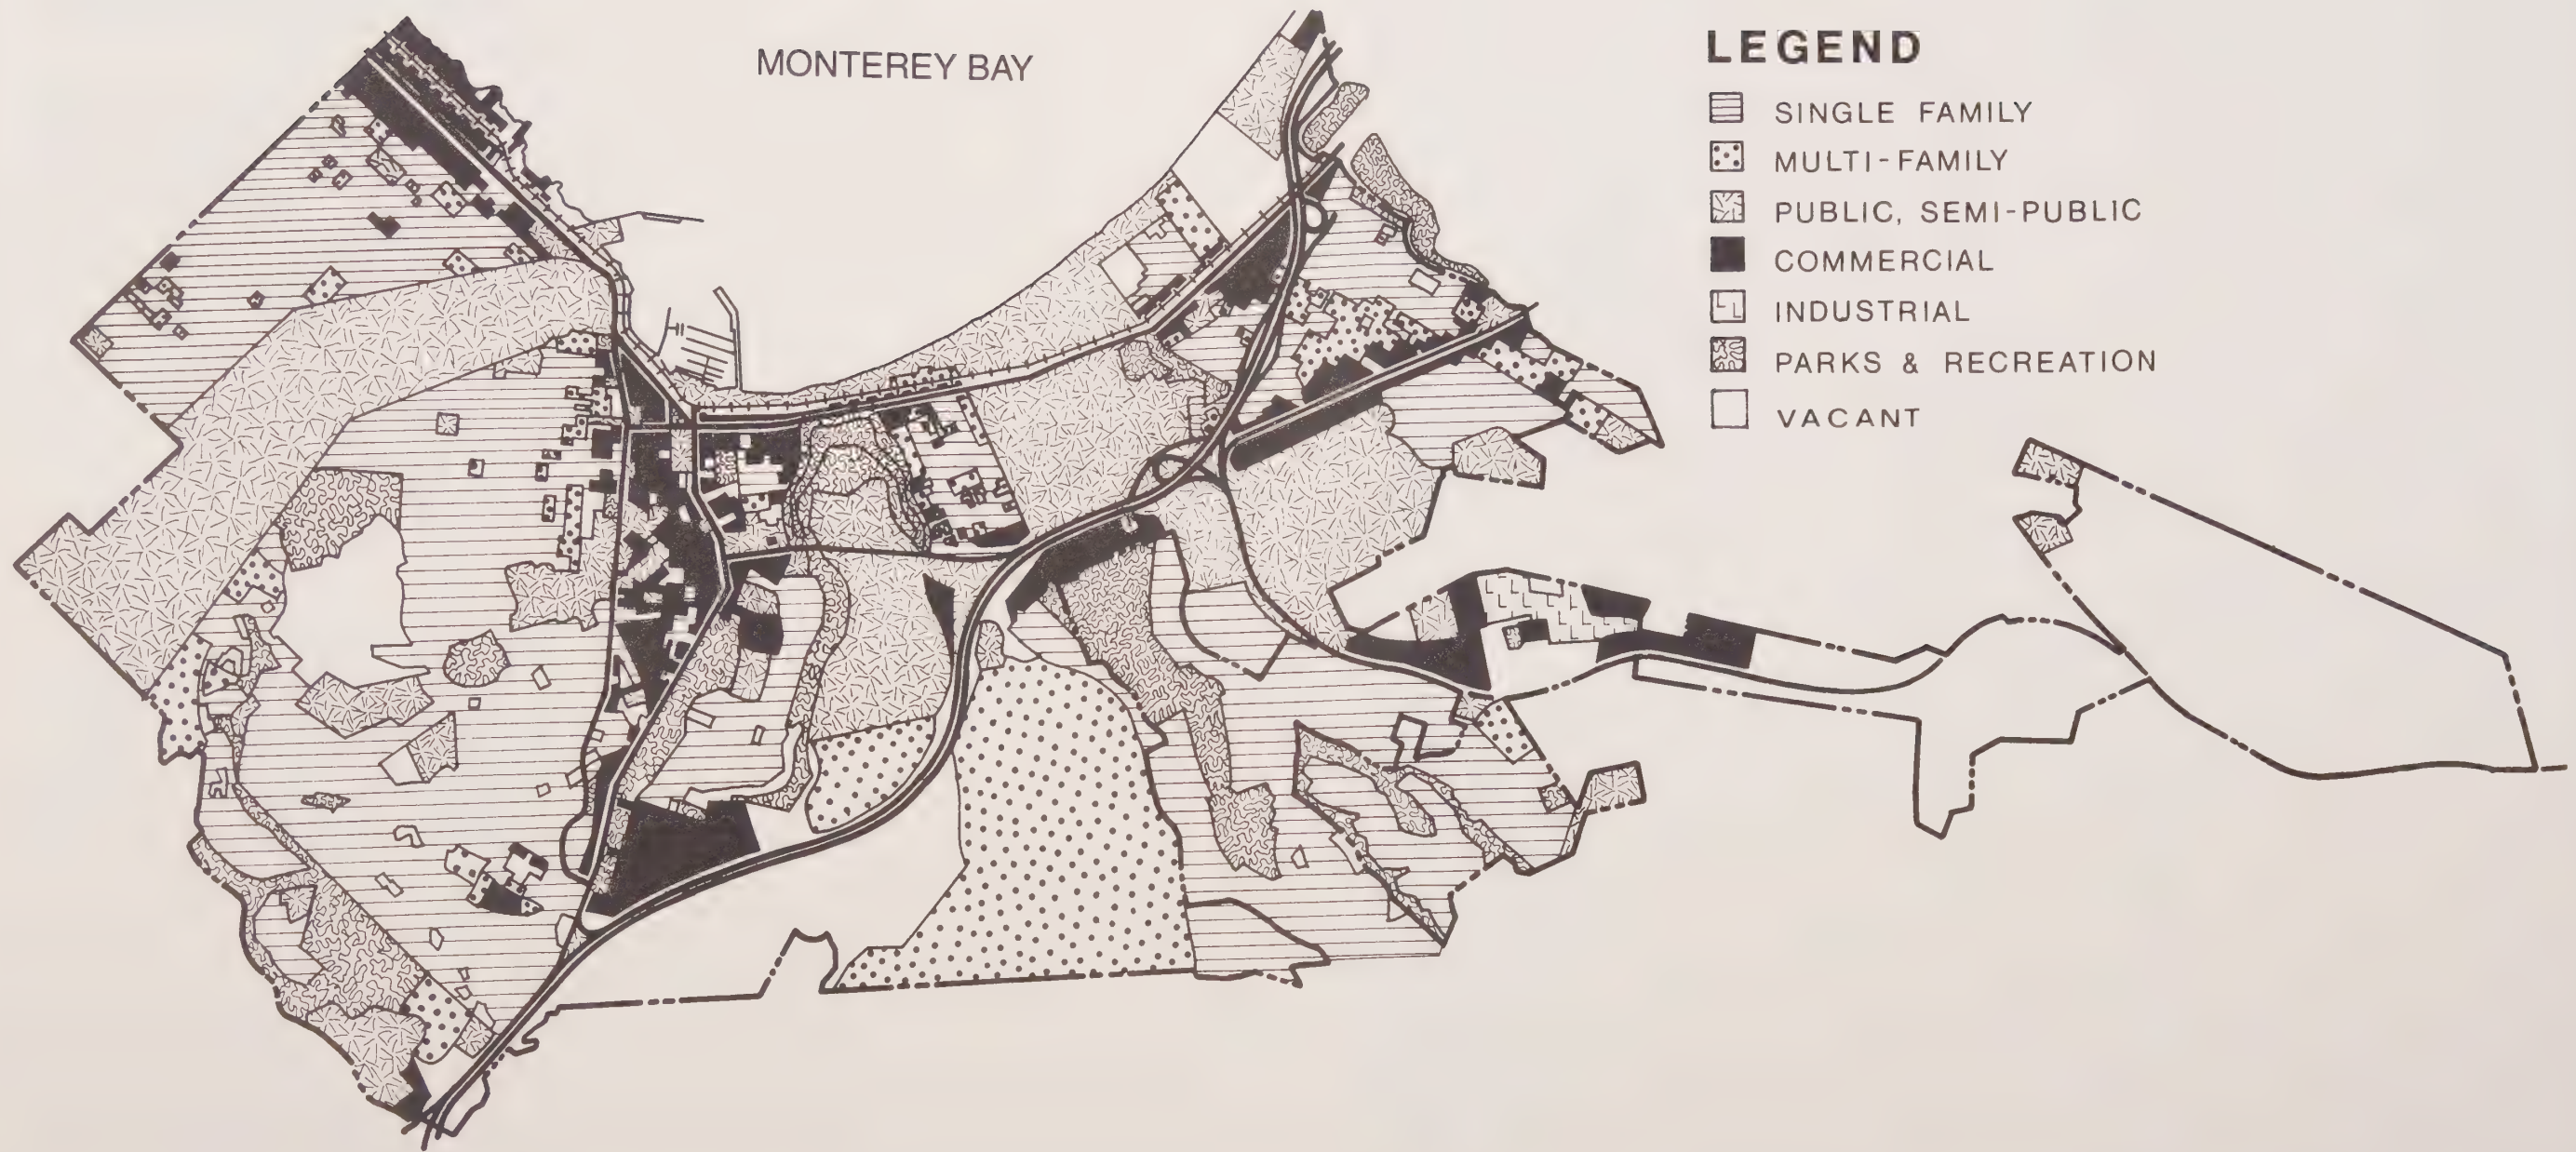 MONTEREY BAY
LEGEND
SINGLE FAMILY
MULTI-FAMILY
PUBLIC, SEMI-PUBLIC
COMMERCIAL
INDUSTRIAL
PARKS & RECREATION
VACANT